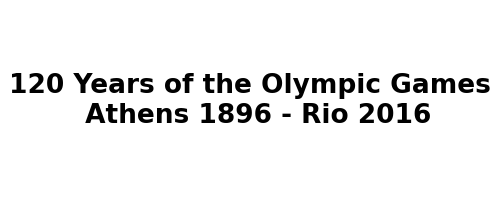 120 Years of the Olympic Games
Athens 1896 - Rio 2016